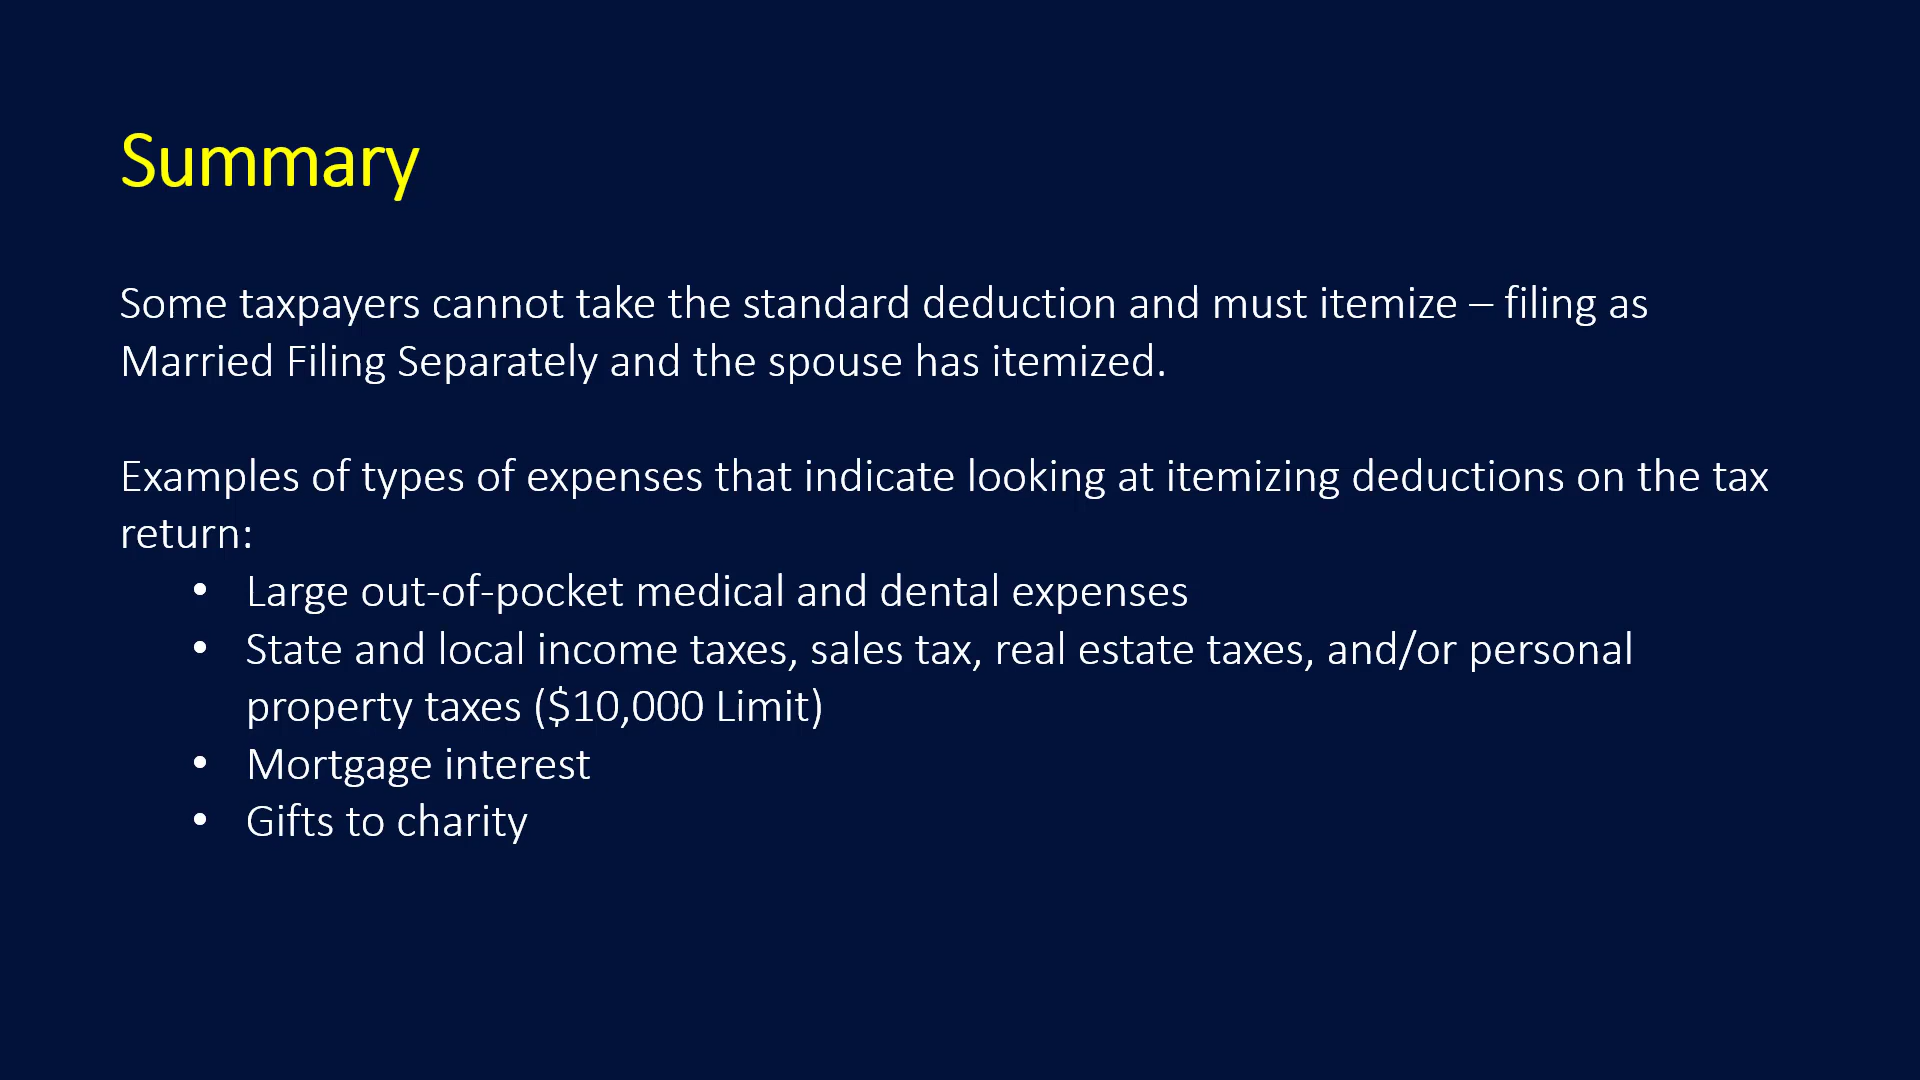 Summary
Some taxpayers cannot take the standard deduction and must itemize – filing as
Married Filing Separately and the spouse has itemized.
Examples of types of expenses that indicate looking at itemizing deductions on the tax
return:
• Large out-of-pocket medical and dental expenses
• State and local income taxes, sales tax, real estate taxes, and/or personal
property taxes ($10,000 Limit)
• Mortgage interest
• Gifts to charity